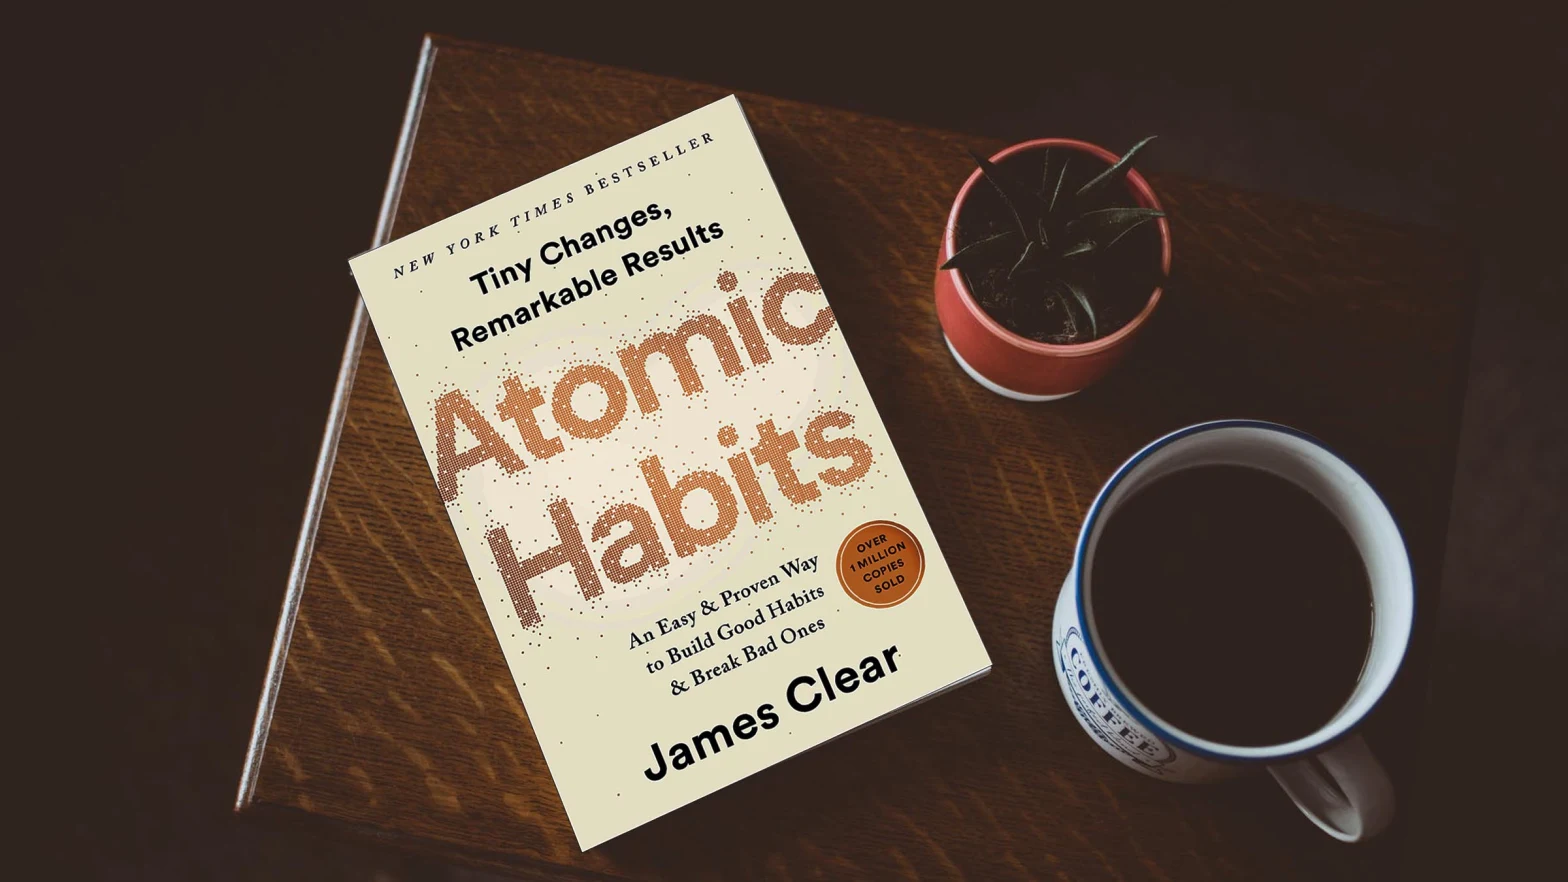 NEW YORK TIMES BESTSELLER
Tiny Changes,
Remarkable Results
Atomic
Habits
An Easy & Proven Way
to Build Good Habits
& Break Bad Ones
OVER
1 MILLION
COPIES
SOLD
James Clear
COFFEE